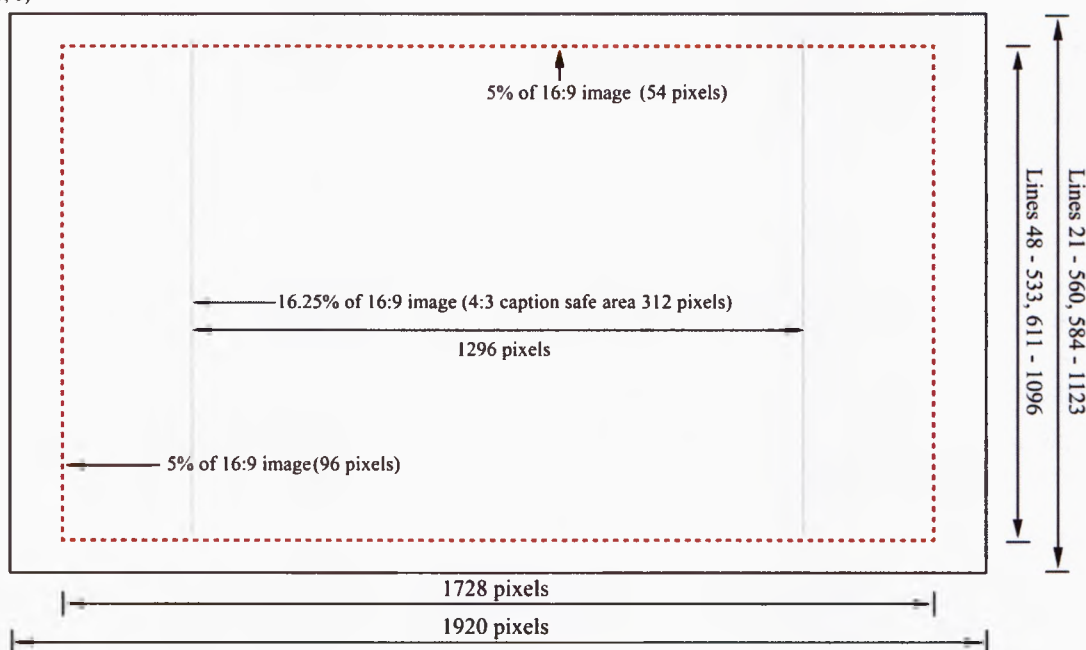 5% of 16:9 image (54 pixels)
16.25% of 16:9 image (4:3 caption safe area 312 pixels)
1296 pixels
5% of 16:9 image (96 pixels)
1728 pixels
1920 pixels
Lines 48 - 533, 611 - 1096
Lines 21 - 560, 584 - 1123